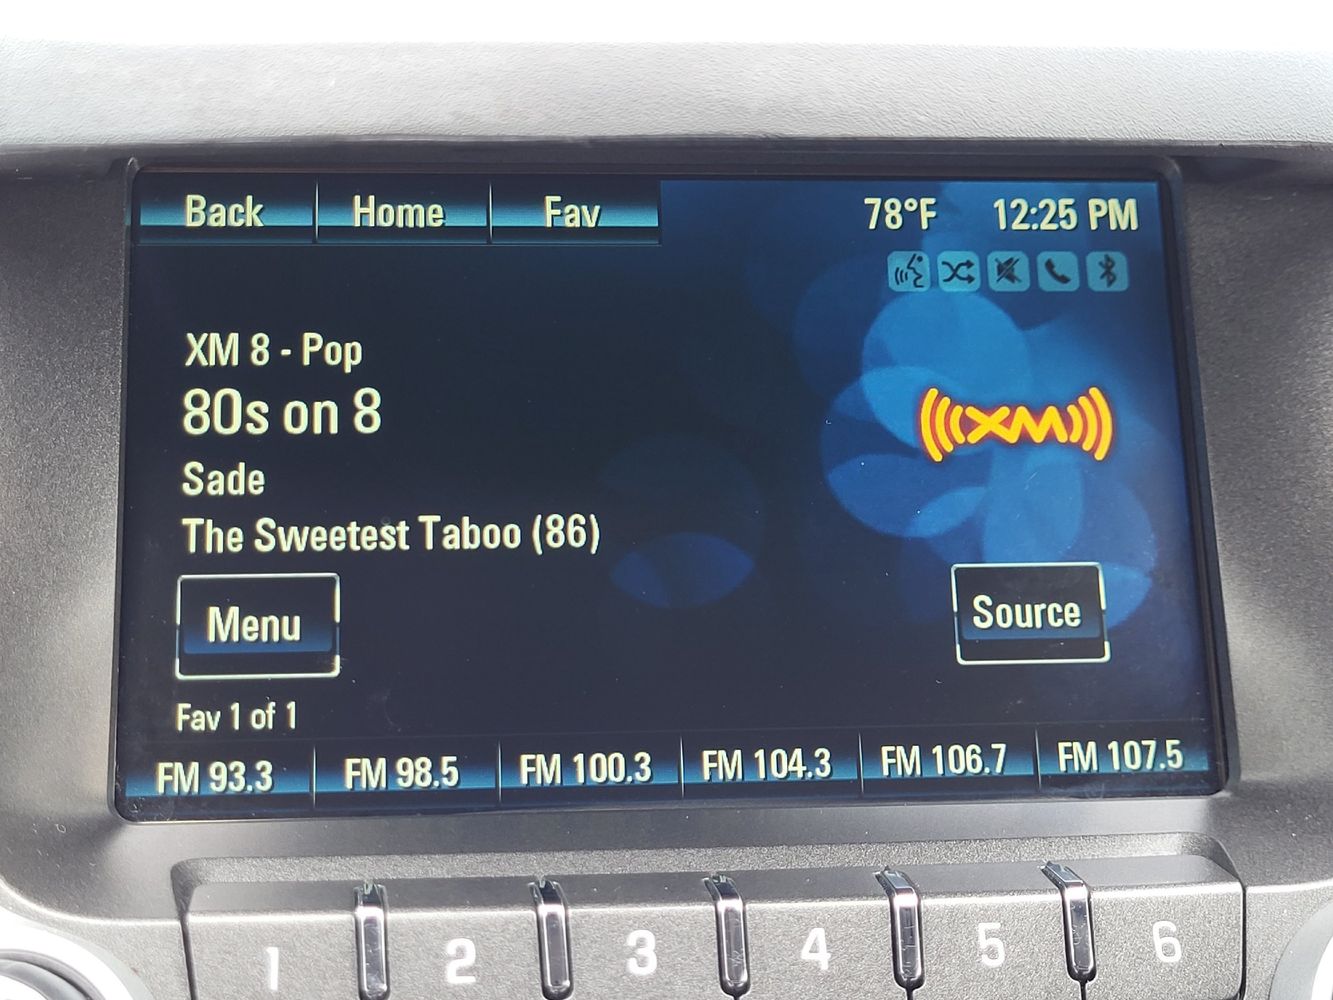 Back Home Fav 78°F 12:25 PM
XM 8 - Pop
80s on 8
XM
Sade
The Sweetest Taboo (86)
Menu Source
Fav 1 of 1
FM 93.3 FM 98.5 FM 100.3 FM 104.3 FM 106.7 FM 107.5
1 2 3 4 5 6